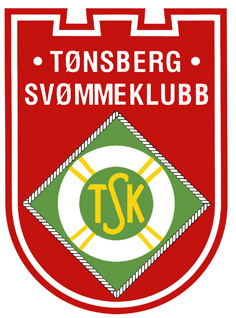 · TØNSBERG ·
SVØMMEKLUBB
TSK